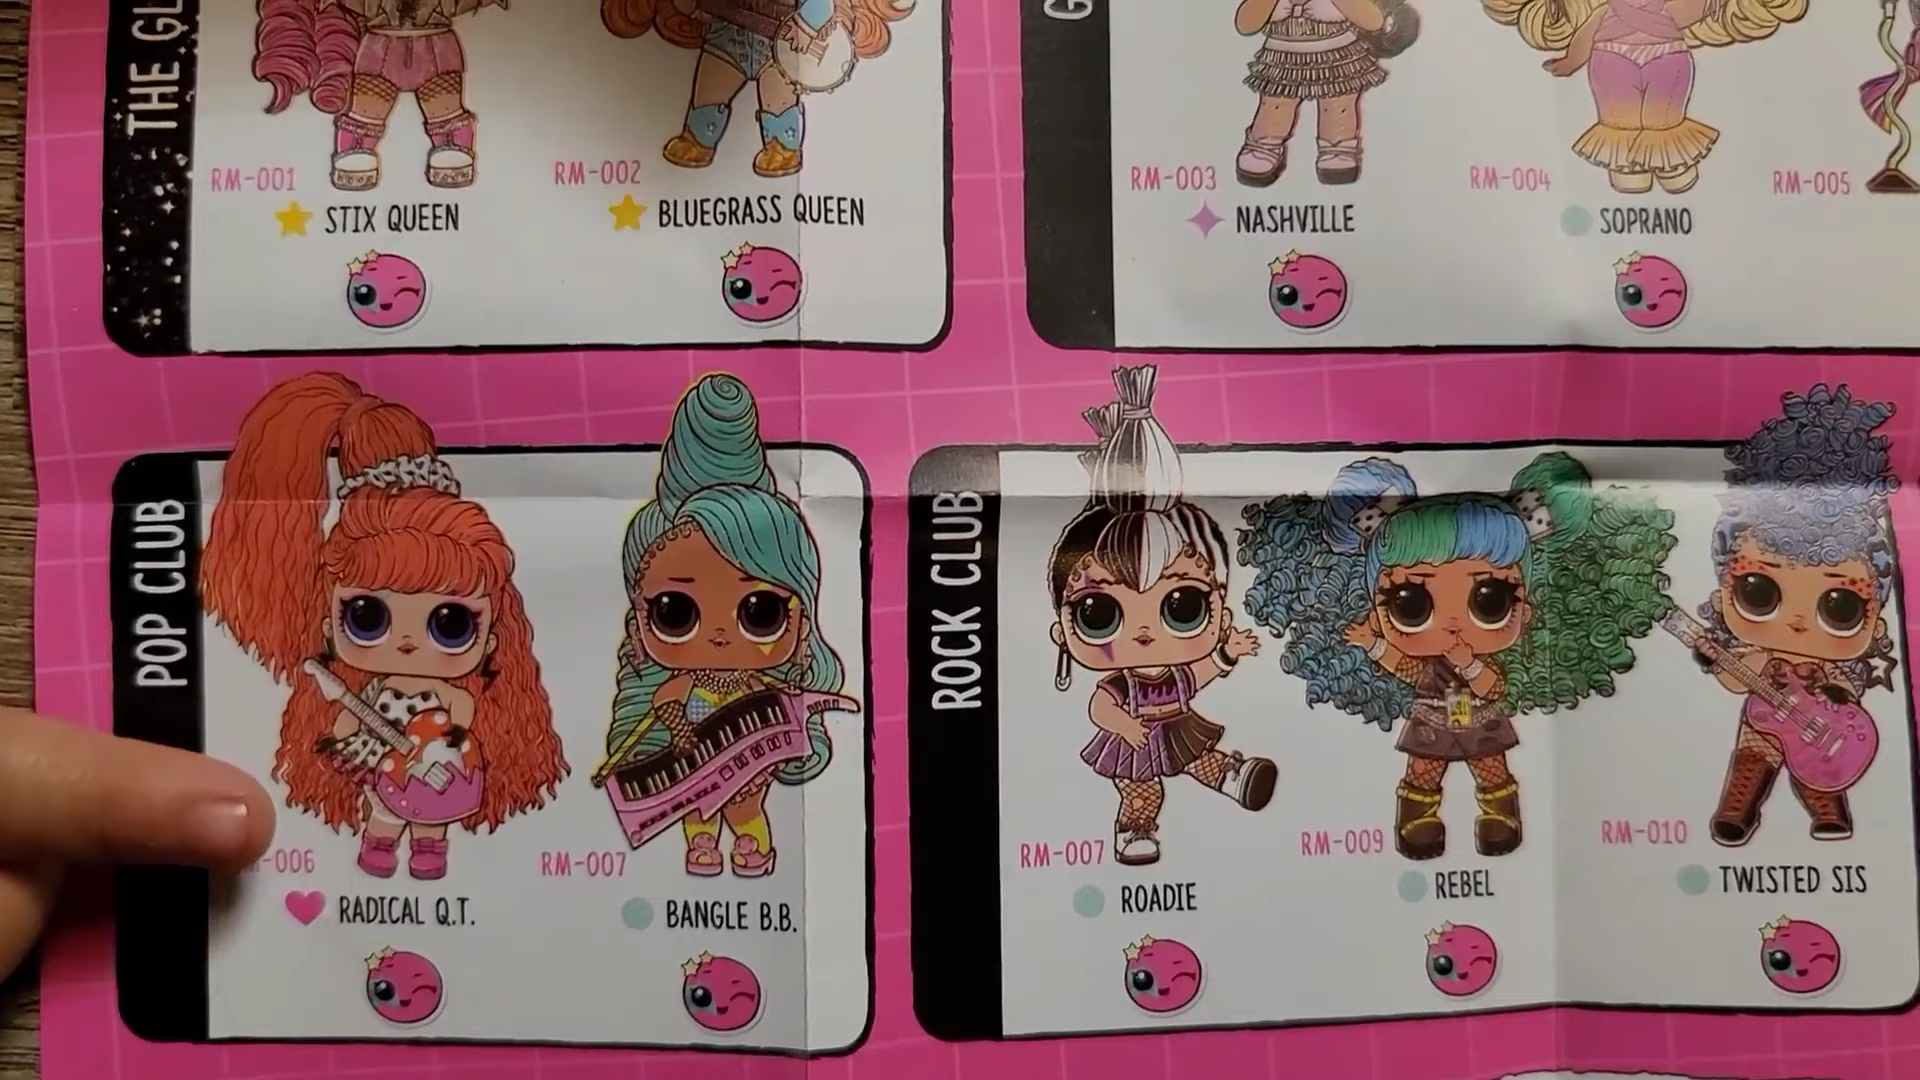 THE GL
RM-001
STIX QUEEN
RM-002
BLUEGRASS QUEEN
G
RM-003
NASHVILLE
RM-004
SOPRANO
RM-005
POP CLUB
-006
RADICAL Q.T.
RM-007
BANGLE B.B.
ROCK CLUB
RM-007
ROADIE
RM-009
REBEL
RM-010
TWISTED SIS